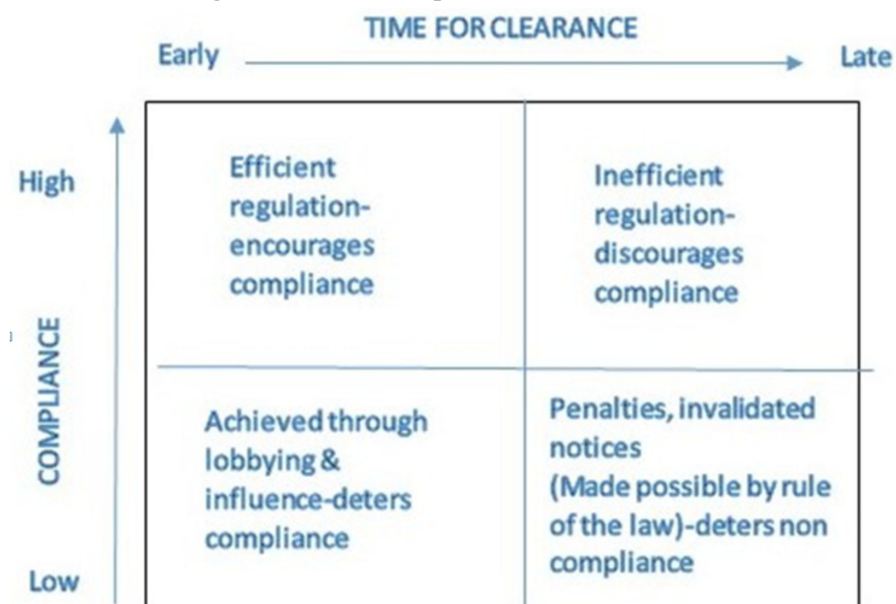 TIME FOR CLEARANCE
Early
Late
High
Efficient
regulation-
encourages
compliance
Inefficient
regulation-
discourages
compliance
COMPLIANCE
Achieved through
lobbying &
influence-deters
compliance
Penalties, invalidated
notices
(Made possible by rule
of the law)-deters non
compliance
Low